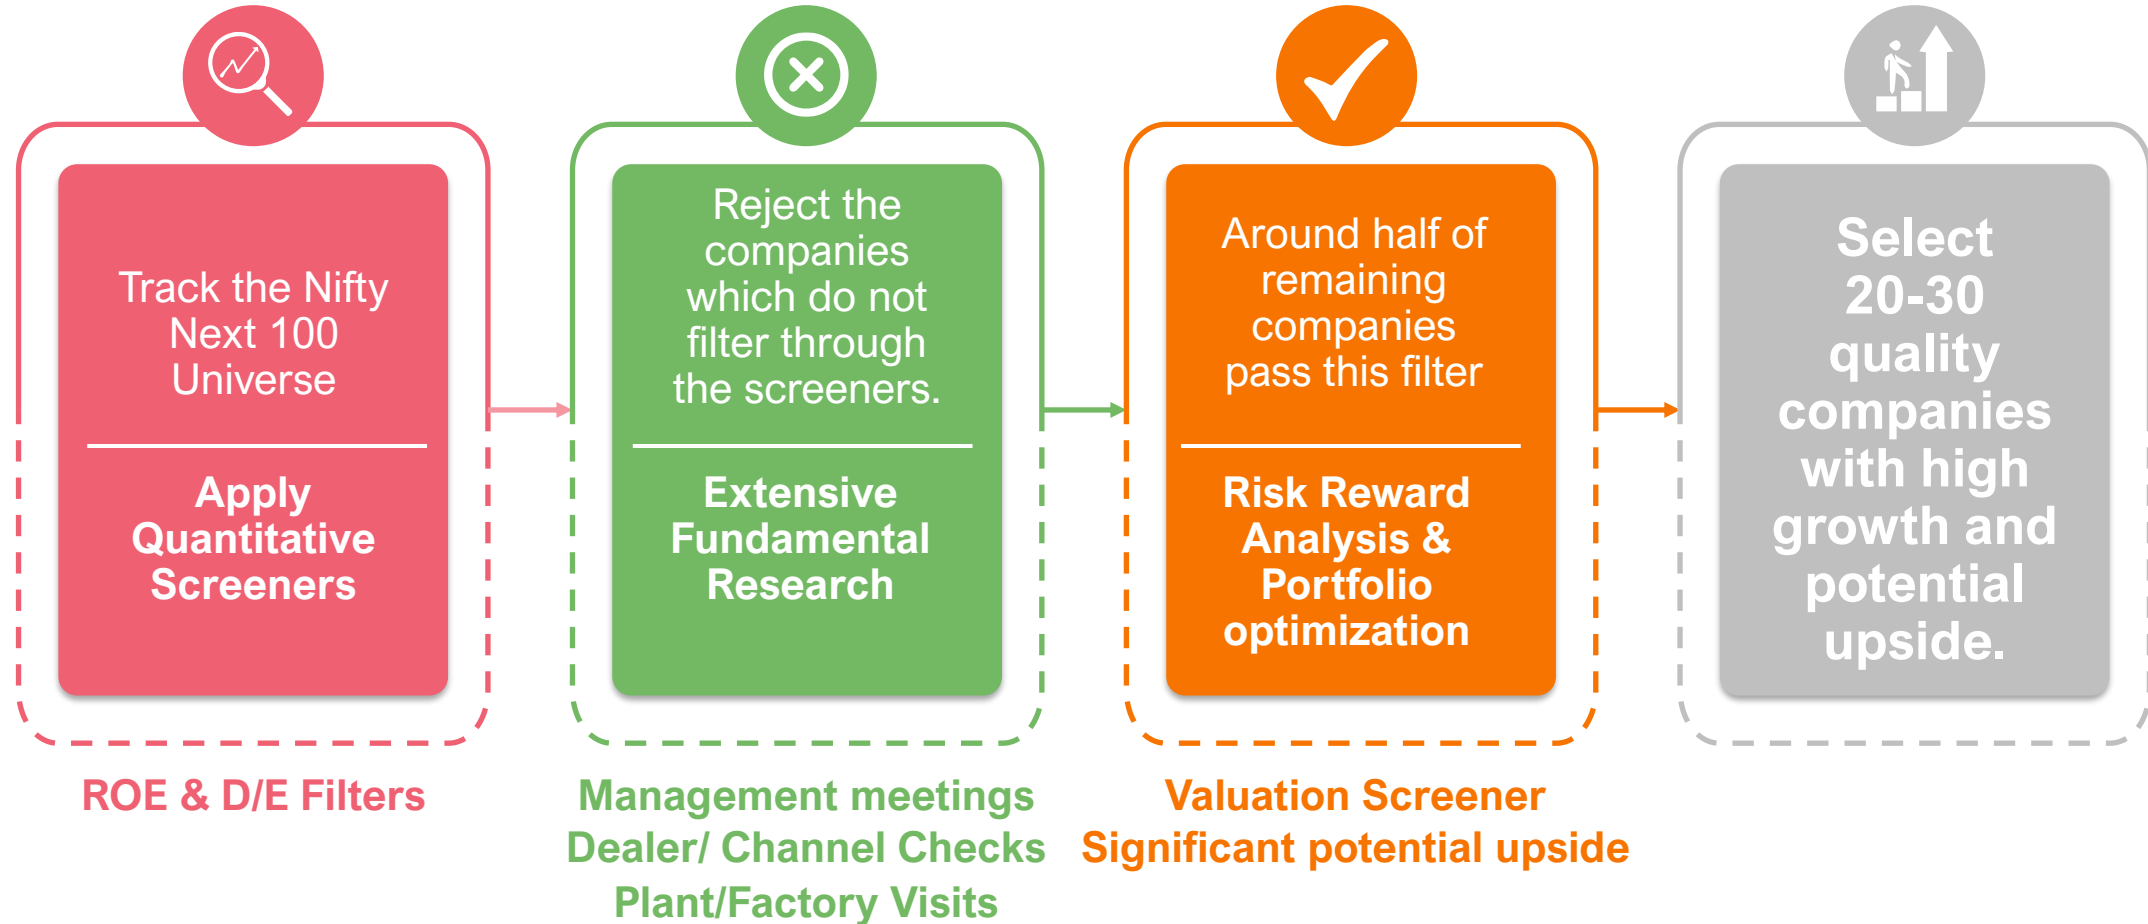 Track the Nifty
Next 100
Universe
Apply
Quantitative
Screeners
ROE & D/E Filters
Reject the
companies
which do not
filter through
the screeners.
Extensive
Fundamental
Research
Management meetings
Dealer/ Channel Checks
Plant/Factory Visits
Around half of
remaining
companies
pass this filter
Risk Reward
Analysis &
Portfolio
optimization
Valuation Screener
Significant potential upside
Select
20-30
quality
companies
with high
growth and
potential
upside.